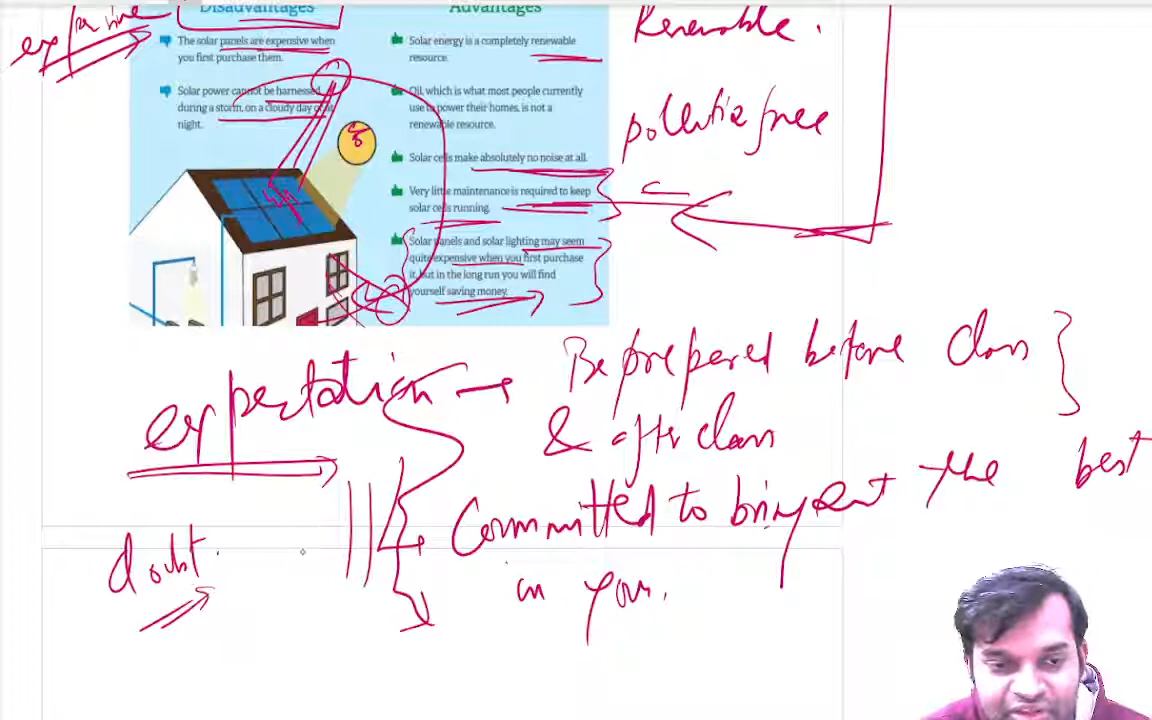 expensive
Disadvantages
The solar panels are expensive when
you first purchase them.
Solar power cannot be harnessed
during a storm, on a cloudy day or at
night.
Advantages
Solar energy is a completely renewable
resource.
Oil, which is what most people currently
use to power their homes, is not a
renewable resource.
Solar cells make absolutely no noise at all.
Very little maintenance is required to keep
solar cells running.
Solar panels and solar lighting may seem
quite expensive when you first purchase
it, but in the long run you will find
yourself saving money.
Renewable.
pollution free
expectation → Be prepared before class
& after class
Committed to bring out the best
in you.
doubt